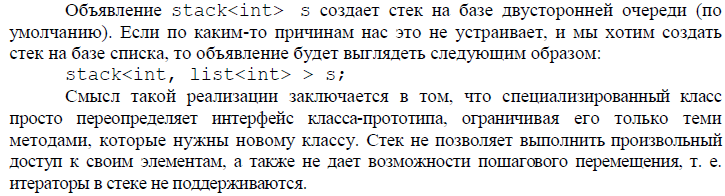 Объявление stack<int> s создает стек на базе двусторонней очереди (по
умолчанию). Если по каким-то причинам нас это не устраивает, и мы хотим создать
стек на базе списка, то объявление будет выглядеть следующим образом:
stack<int, list<int> > s;
Смысл такой реализации заключается в том, что специализированный класс
просто переопределяет интерфейс класса-прототипа, ограничивая его только теми
методами, которые нужны новому классу. Стек не позволяет выполнить произвольный
доступ к своим элементам, а также не дает возможности пошагового перемещения, т. е.
итераторы в стеке не поддерживаются.